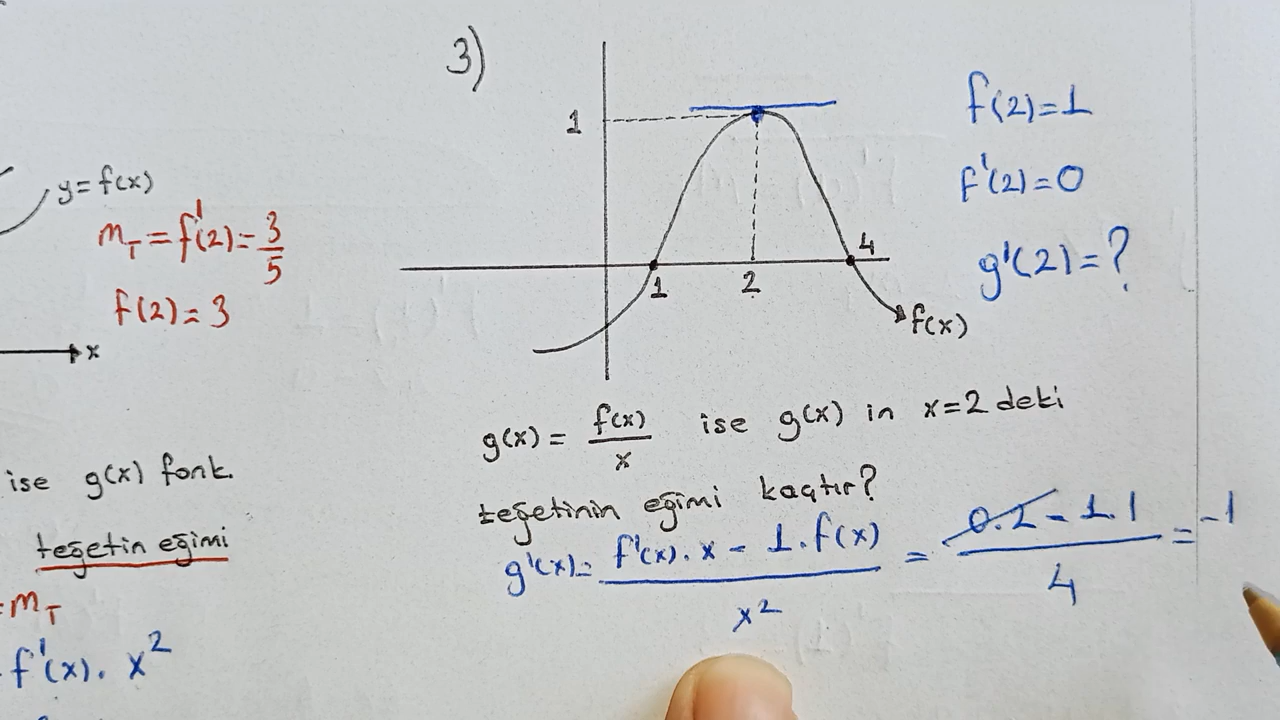 y = f(x)
m_T = f'(2) = 3/5
f(2) = 3
x
ise g(x) fonk.
teğetin eğimi
= m_T
f'(x). x²
3)
1
1
2
4
f(x)
f(2) = 1
f'(2) = 0
g'(2) = ?
g(x) = f(x)/x ise g(x) in x=2 deki
teğetinin eğimi kaçtır?
g'(x) = f'(x). x - 1. f(x) / x² = 0.2 - 1.1 / 4 = -1